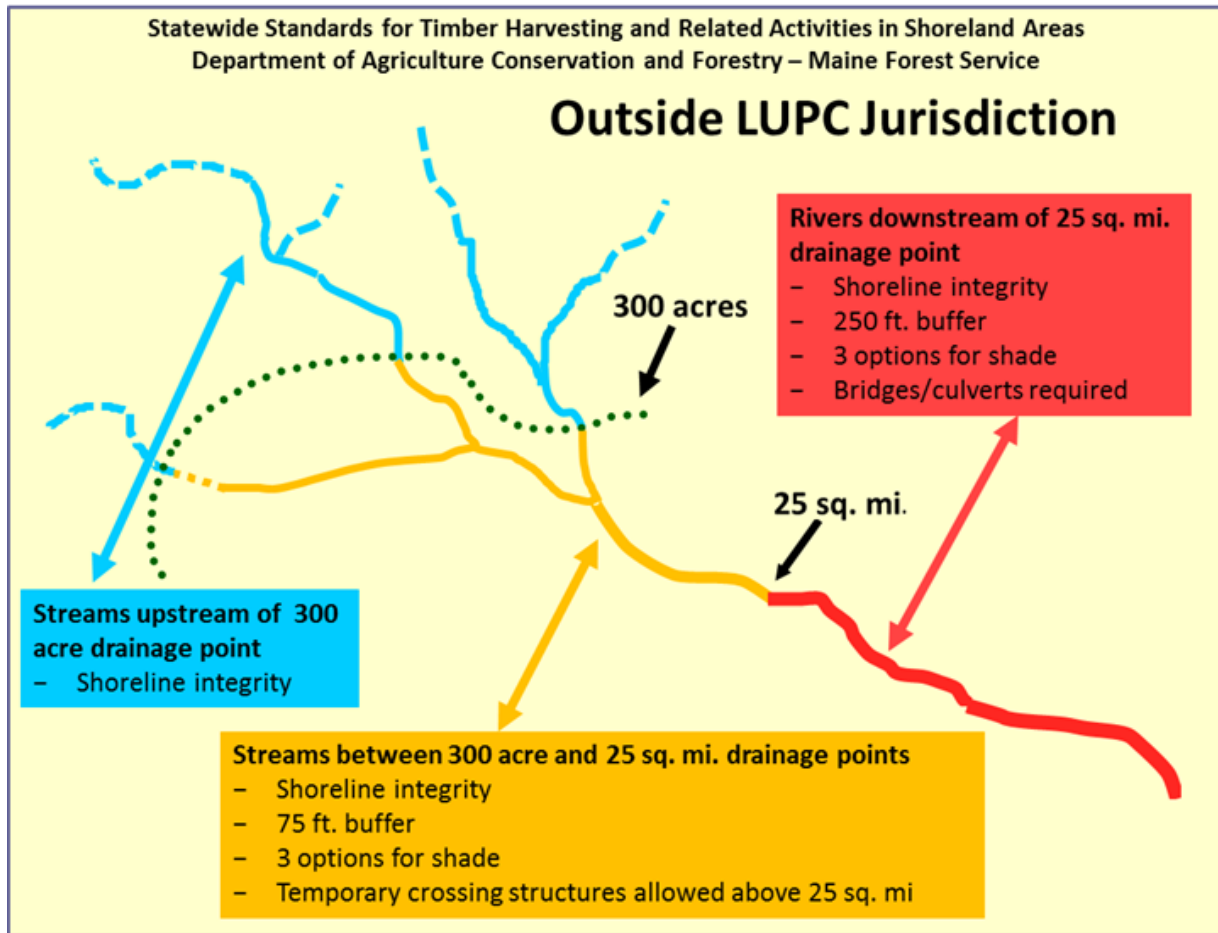 Statewide Standards for Timber Harvesting and Related Activities in Shoreland Areas
Department of Agriculture Conservation and Forestry – Maine Forest Service
Outside LUPC Jurisdiction
Rivers downstream of 25 sq. mi.
drainage point
− Shoreline integrity
− 250 ft. buffer
− 3 options for shade
− Bridges/culverts required
300 acres
25 sq. mi.
Streams upstream of 300
acre drainage point
− Shoreline integrity
Streams between 300 acre and 25 sq. mi. drainage points
− Shoreline integrity
− 75 ft. buffer
− 3 options for shade
− Temporary crossing structures allowed above 25 sq. mi